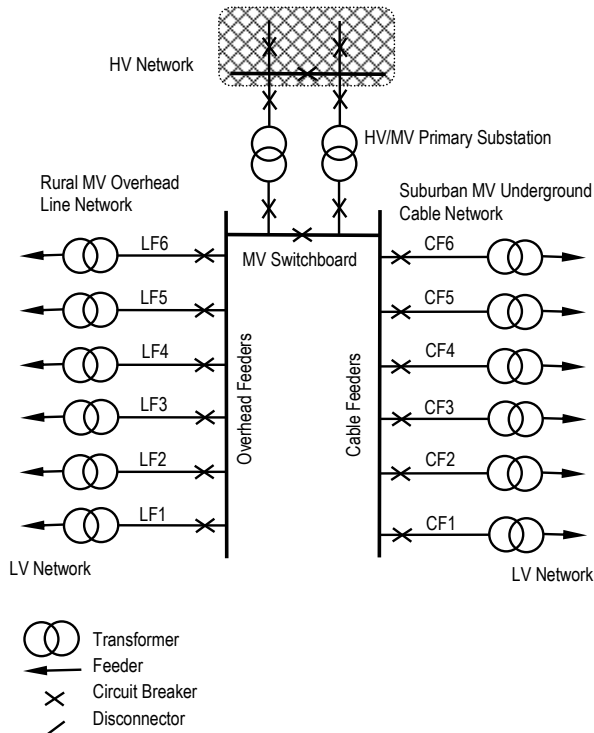 HV Network
HV/MV Primary Substation
Rural MV Overhead
Line Network
Suburban MV Underground
Cable Network
MV Switchboard
LF6
LF5
LF4
LF3
LF2
LF1
Overhead Feeders
Cable Feeders
CF6
CF5
CF4
CF3
CF2
CF1
LV Network
LV Network
Transformer
Feeder
Circuit Breaker
Disconnector